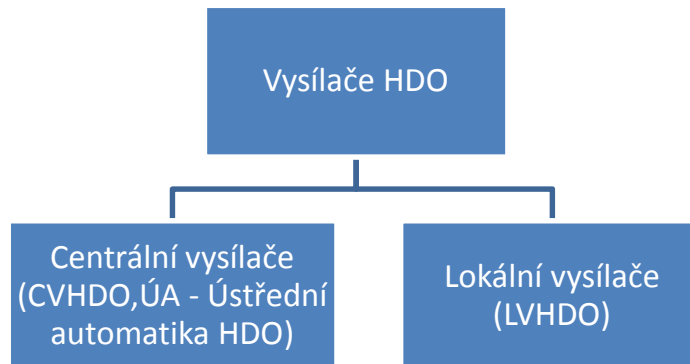 Vysílače HDO
Centrální vysílače
(CVHDO,ÚA - Ústřední
automatika HDO)
Lokální vysílače
(LVHDO)